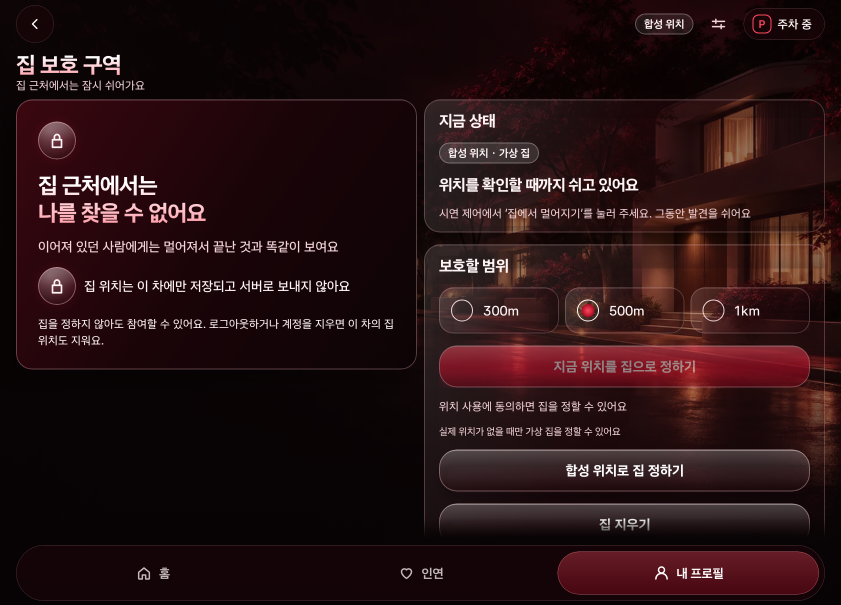 합성 위치
P 주차 중
집 보호 구역
집 근처에서는 잠시 쉬어가요
집 근처에서는
나를 찾을 수 없어요
이어져 있던 사람에게는 멀어져서 끝난 것과 똑같이 보여요
집 위치는 이 차에만 저장되고 서버로 보내지 않아요
집을 정하지 않아도 참여할 수 있어요. 로그아웃하거나 계정을 지우면 이 차의 집
위치도 지워요.
지금 상태
합성 위치 · 가상 집
위치를 확인할 때까지 쉬고 있어요
시연 제어에서 '집에서 멀어지기'를 눌러 주세요. 그동안 발견을 쉬어요
보호할 범위
300m
500m
1km
지금 위치를 집으로 정하기
위치 사용에 동의하면 집을 정할 수 있어요
실제 위치가 없을 때만 가상 집을 정할 수 있어요
합성 위치로 집 정하기
집 지우기
홈
인연
내 프로필